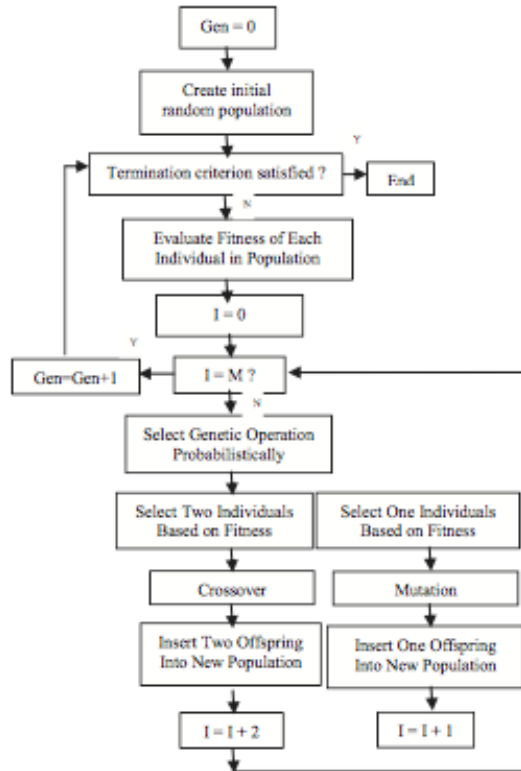 Gen = 0
Create initial
random population
Termination criterion satisfied ?
Y
End
N
Evaluate Fitness of Each
Individual in Population
I = 0
Y
Gen=Gen+1
I = M ?
N
Select Genetic Operation
Probabilistically
Select Two Individuals
Based on Fitness
Select One Individuals
Based on Fitness
Crossover
Mutation
Insert Two Offspring
Into New Population
Insert One Offspring
Into New Population
I = I + 2
I = I + 1